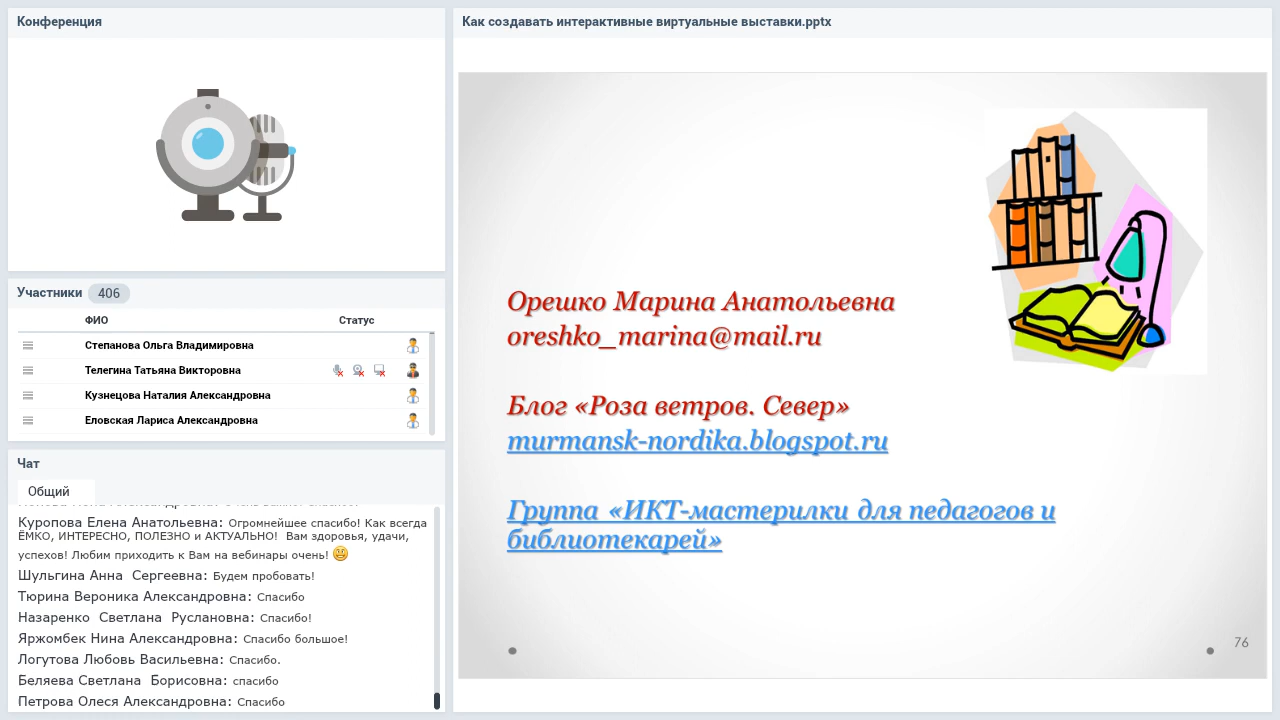 Конференция
Участники 406
ФИО Статус
Степанова Ольга Владимировна
Телегина Татьяна Викторовна
Кузнецова Наталия Александровна
Еловская Лариса Александровна
Чат
Общий
Куропова Елена Анатольевна: Огромнейшее спасибо! Как всегда
ЁМКО, ИНТЕРЕСНО, ПОЛЕЗНО и АКТУАЛЬНО! Вам здоровья, удачи,
успехов! Любим приходить к Вам на вебинары очень!
Шульгина Анна Сергеевна: Будем пробовать!
Тюрина Вероника Александровна: Спасибо
Назаренко Светлана Руслановна: Спасибо!
Яржомбек Нина Александровна: Спасибо большое!
Логутова Любовь Васильевна: Спасибо.
Беляева Светлана Борисовна: спасибо
Петрова Олеся Александровна: Спасибо
Как создавать интерактивные виртуальные выставки.pptx
Орешко Марина Анатольевна
oreshko_marina@mail.ru
Блог «Роза ветров. Север»
murmansk-nordika.blogspot.ru
Группа «ИКТ-мастерилки для педагогов и
библиотекарей»
76